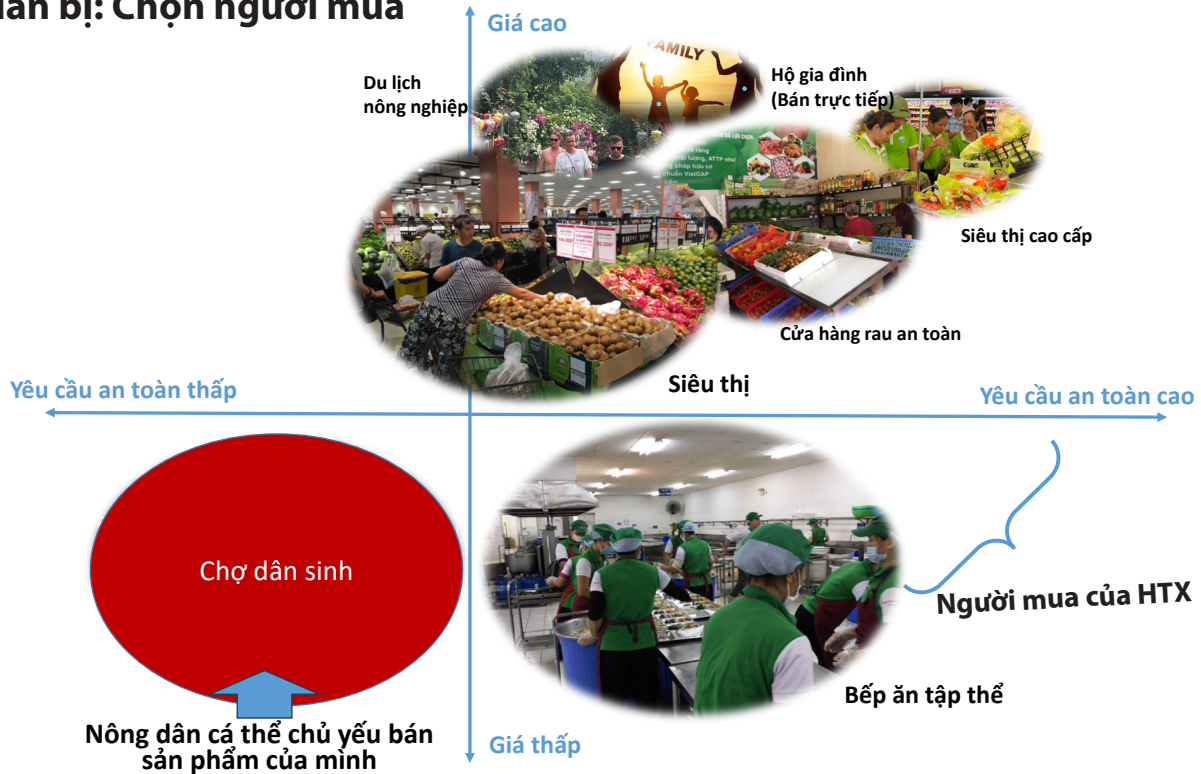 bị: Chọn người mua
Giá cao
FAMILY
Du lịch
nông nghiệp
Hộ gia đình
(Bán trực tiếp)
Siêu thị cao cấp
Cửa hàng rau an toàn
Siêu thị
Yêu cầu an toàn thấp
Yêu cầu an toàn cao
Chợ dân sinh
Người mua của HTX
Bếp ăn tập thể
Nông dân cá thể chủ yếu bán
sản phẩm của mình
Giá thấp